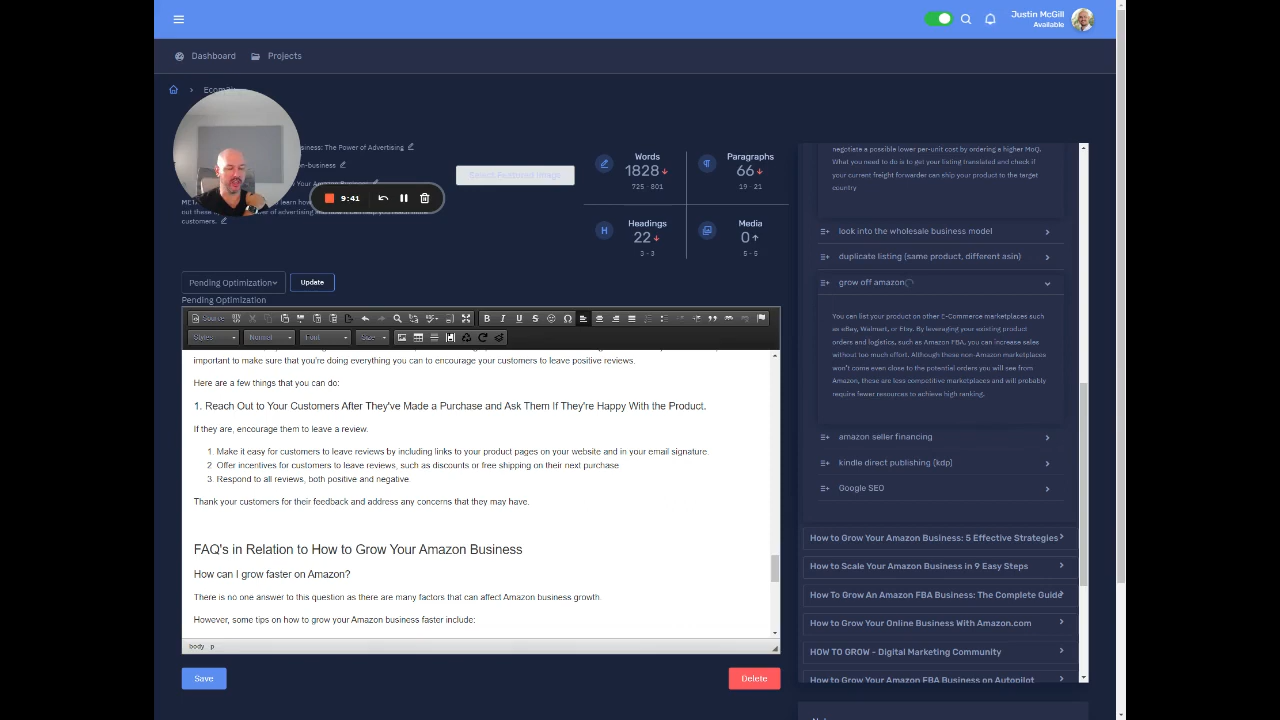 Justin McGill
Available
Dashboard
Projects
usiness: The Power of Advertising
n-business
to learn how
out these
customers.
9:41
Select Featured Image
Words
1828
725 - 801
Paragraphs
66
19 - 21
Headings
22
3 - 3
Media
0
5 - 5
Pending Optimization
Update
Pending Optimization
Source
Styles
Normal
Font
Size
important to make sure that you're doing everything you can to encourage your customers to leave positive reviews.
Here are a few things that you can do:
1. Reach Out to Your Customers After They've Made a Purchase and Ask Them If They're Happy With the Product.
If they are, encourage them to leave a review.
1. Make it easy for customers to leave reviews by including links to your product pages on your website and in your email signature.
2. Offer incentives for customers to leave reviews, such as discounts or free shipping on their next purchase
3. Respond to all reviews, both positive and negative.
Thank your customers for their feedback and address any concerns that they may have.
FAQ's in Relation to How to Grow Your Amazon Business
How can I grow faster on Amazon?
There is no one answer to this question as there are many factors that can affect Amazon business growth.
However, some tips on how to grow your Amazon business faster include:
body p
Save
Delete
negotiate a possible lower per-unit cost by ordering a higher MoQ.
What you need to do is to get your listing translated and check if
your current freight forwarder can ship your product to the target
country.
look into the wholesale business model
duplicate listing (same product, different asin)
grow off amazon
You can list your product on other E-Commerce marketplaces such
as eBay, Walmart, or Etsy. By leveraging your existing product
orders and logistics, such as Amazon FBA, you can increase sales
without too much effort. Although these non-Amazon marketplaces
won't come even close to the potential orders you will see from
Amazon, these are less competitive marketplaces and will probably
require fewer resources to achieve high ranking.
amazon seller financing
kindle direct publishing (kdp)
Google SEO
How to Grow Your Amazon Business: 5 Effective Strategies
How to Scale Your Amazon Business in 9 Easy Steps
How To Grow An Amazon FBA Business: The Complete Guide
How to Grow Your Online Business With Amazon.com
HOW TO GROW - Digital Marketing Community
How to Grow Your Amazon FBA Business on Autopilot